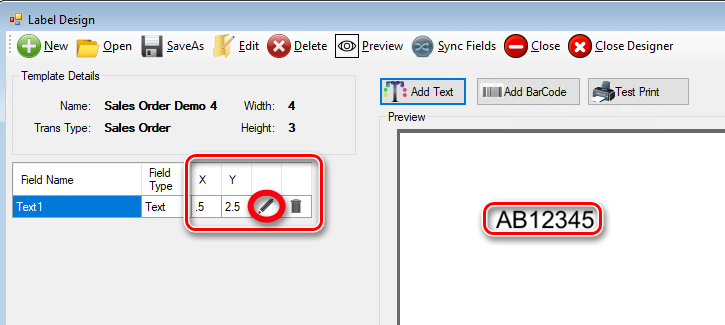 Label Design
New Open SaveAs Edit Delete Preview Sync Fields Close Close Designer
Template Details
Name: Sales Order Demo 4 Width: 4
Trans Type: Sales Order Height: 3
Add Text Add BarCode Test Print
Preview
Field Name Field Type X Y
Text1 Text .5 2.5
AB12345